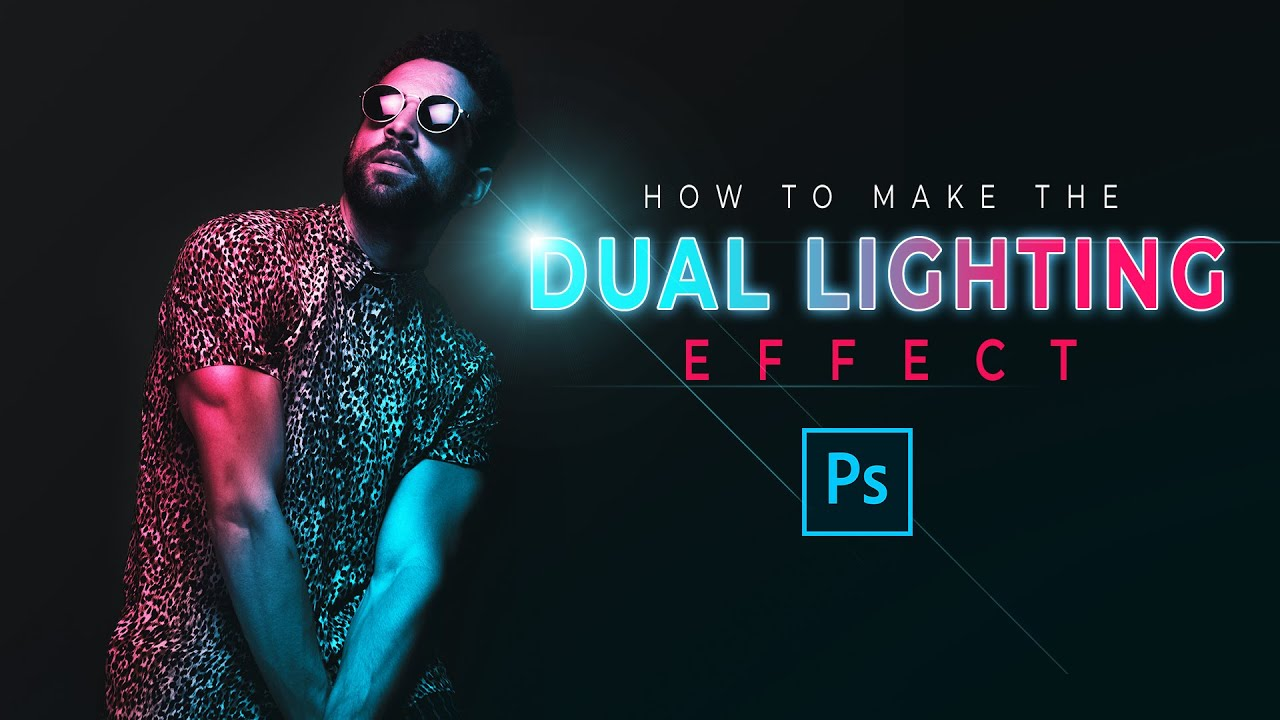 HOW TO MAKE THE
DUAL LIGHTING
EFFECT
Ps